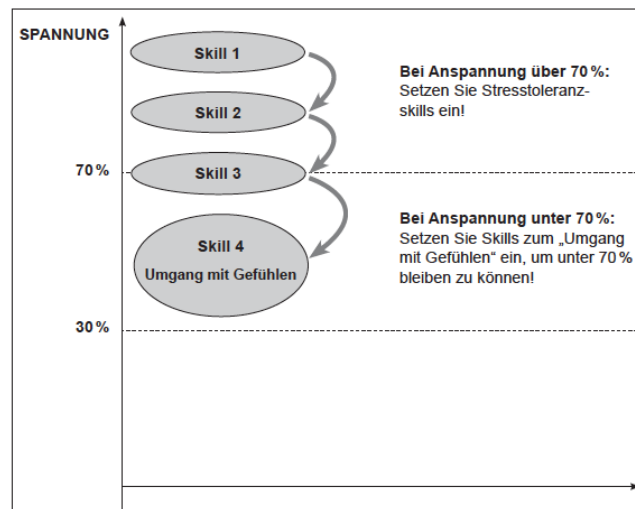 SPANNUNG
Skill 1
Bei Anspannung über 70 %:
Setzen Sie Stresstoleranz-
skills ein!
Skill 2
70 %
Skill 3
Bei Anspannung unter 70 %:
Setzen Sie Skills zum „Umgang
mit Gefühlen“ ein, um unter 70 %
bleiben zu können!
Skill 4
Umgang mit Gefühlen
30 %